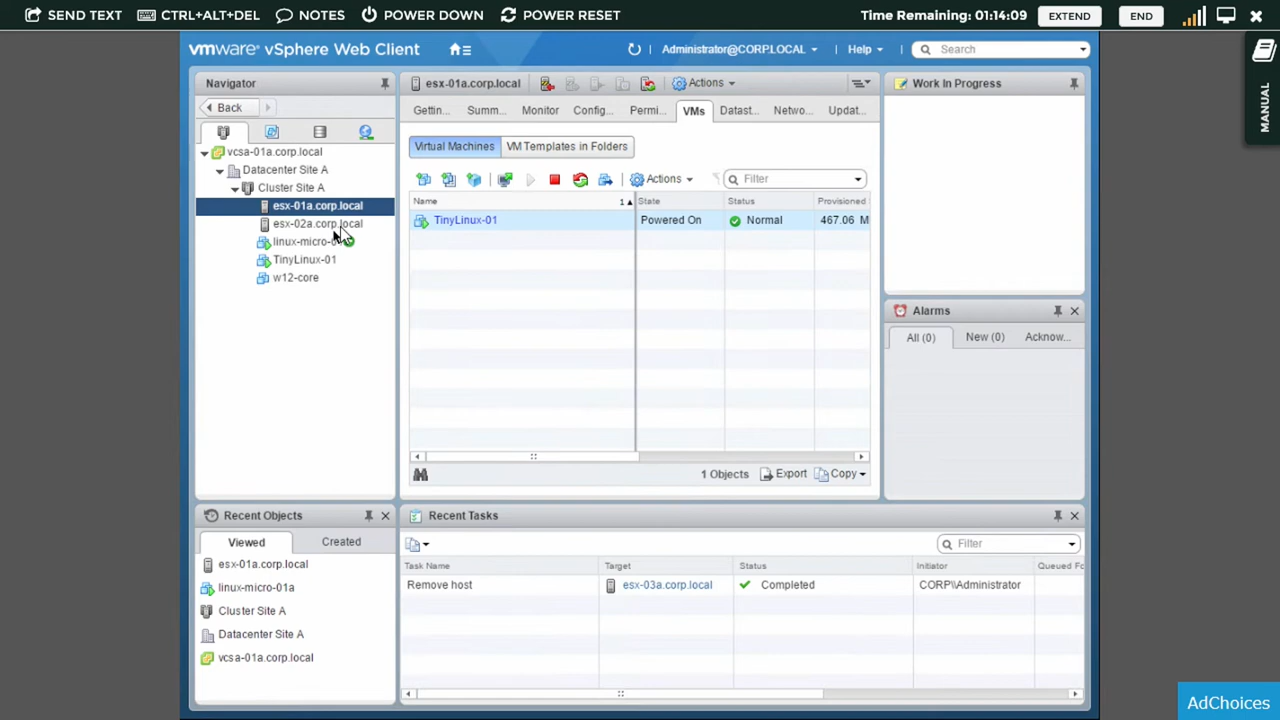 SEND TEXT CTRL+ALT+DEL NOTES POWER DOWN POWER RESET Time Remaining: 01:14:09 EXTEND END
vmware® vSphere Web Client Administrator@CORP.LOCAL Help Search
MANUAL
Navigator
Back
vcsa-01a.corp.local
Datacenter Site A
Cluster Site A
esx-01a.corp.local
esx-02a.corp.local
linux-micro-0
TinyLinux-01
w12-core
esx-01a.corp.local Actions
Gettin... Summ... Monitor Config... Permi... VMs Datast... Netwo... Updat...
Virtual Machines VM Templates in Folders
Actions Filter
Name 1 State Status Provisioned S
TinyLinux-01 Powered On Normal 467.06 M
1 Objects Export Copy
Work In Progress
Alarms
All (0) New (0) Acknow...
Recent Objects
Viewed Created
esx-01a.corp.local
linux-micro-01a
Cluster Site A
Datacenter Site A
vcsa-01a.corp.local
Recent Tasks
Filter
Task Name Target Status Initiator Queued Fo
Remove host esx-03a.corp.local Completed CORP\\Administrator
AdChoices